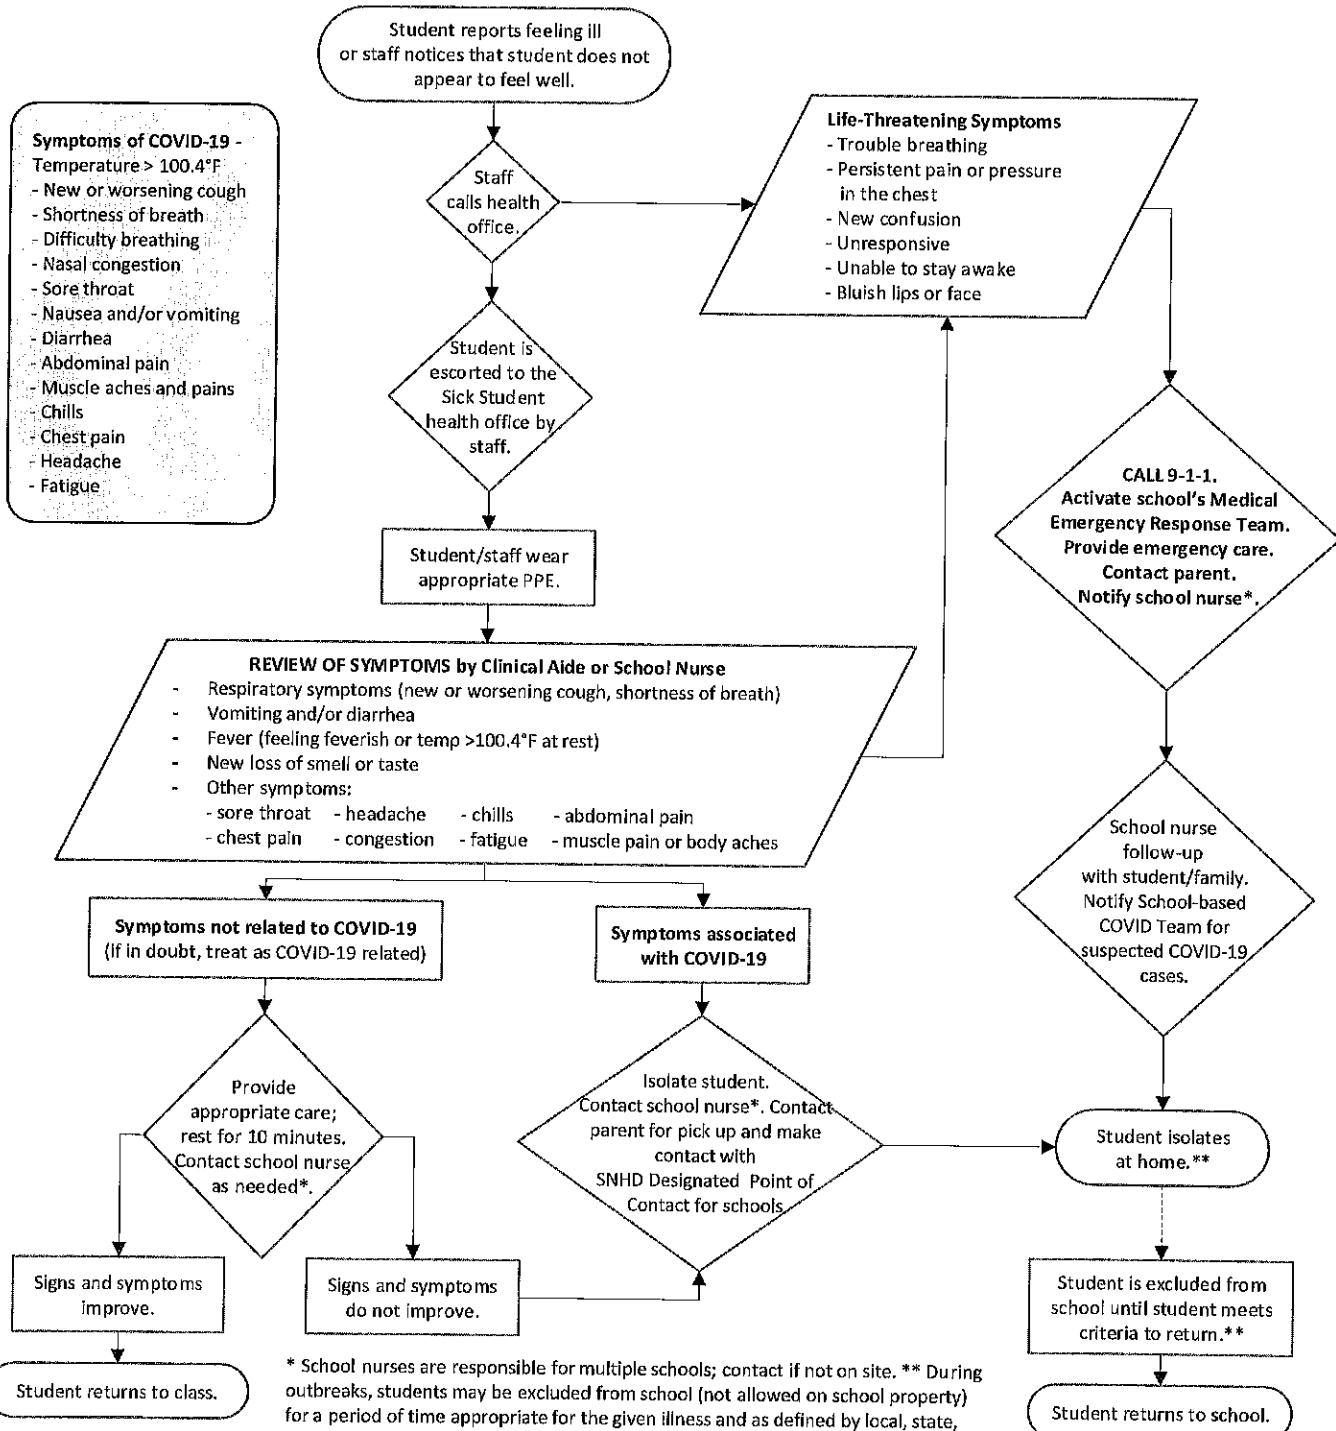 Student reports feeling ill
or staff notices that student does not
appear to feel well.
Symptoms of COVID-19 -
Temperature > 100.4°F
- New or worsening cough
- Shortness of breath
- Difficulty breathing
- Nasal congestion
- Sore throat
- Nausea and/or vomiting
- Diarrhea
- Abdominal pain
- Muscle aches and pains
- Chills
- Chest pain
- Headache
- Fatigue
Staff
calls health
office.
Life-Threatening Symptoms
- Trouble breathing
- Persistent pain or pressure
in the chest
- New confusion
- Unresponsive
- Unable to stay awake
- Bluish lips or face
Student is
escorted to the
Sick Student
health office by
staff.
CALL 9-1-1.
Activate school's Medical
Emergency Response Team.
Provide emergency care.
Contact parent.
Notify school nurse*.
Student/staff wear
appropriate PPE.
REVIEW OF SYMPTOMS by Clinical Aide or School Nurse
- Respiratory symptoms (new or worsening cough, shortness of breath)
- Vomiting and/or diarrhea
- Fever (feeling feverish or temp >100.4°F at rest)
- New loss of smell or taste
- Other symptoms:
- sore throat - headache - chills - abdominal pain
- chest pain - congestion - fatigue - muscle pain or body aches
School nurse
follow-up
with student/family.
Notify School-based
COVID Team for
suspected COVID-19
cases.
Symptoms not related to COVID-19
(If in doubt, treat as COVID-19 related)
Symptoms associated
with COVID-19
Provide
appropriate care;
rest for 10 minutes.
Contact school nurse
as needed*.
Isolate student.
Contact school nurse*. Contact
parent for pick up and make
contact with
SNHD Designated Point of
Contact for schools
Student isolates
at home.**
Signs and symptoms
improve.
Signs and symptoms
do not improve.
Student is excluded from
school until student meets
criteria to return.**
Student returns to class.
* School nurses are responsible for multiple schools; contact if not on site. ** During
outbreaks, students may be excluded from school (not allowed on school property)
for a period of time appropriate for the given illness and as defined by local, state,
Student returns to school.